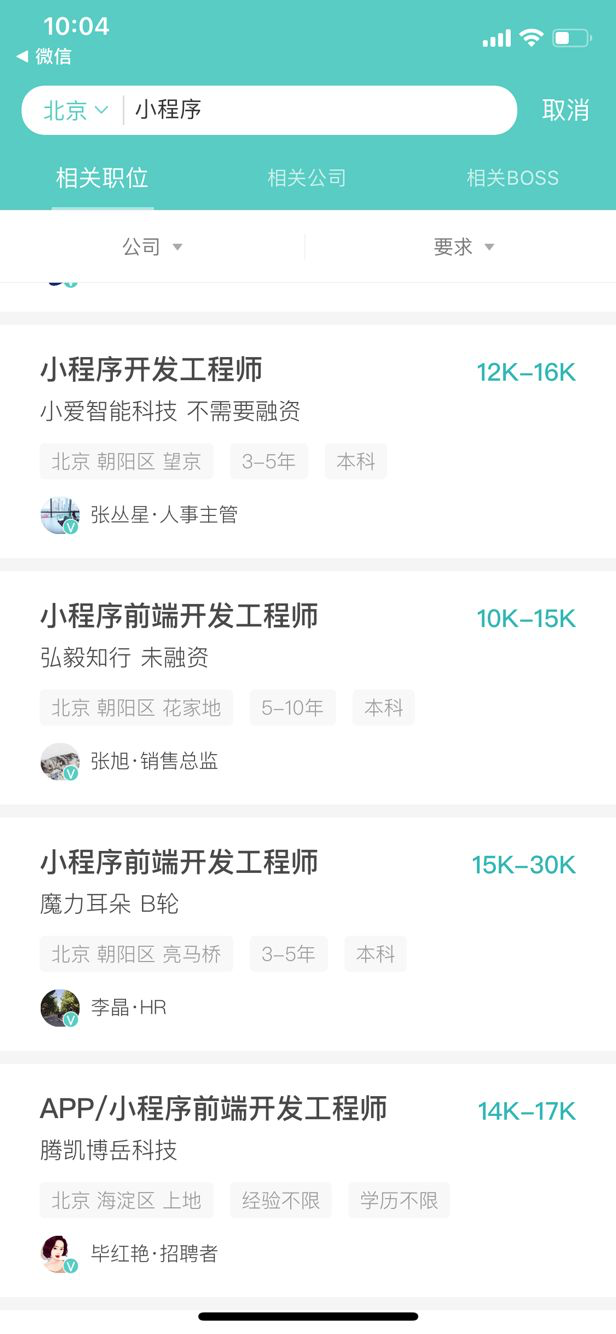 10:04
微信
北京 小程序 取消
相关职位 相关公司 相关BOSS
公司 要求
小程序开发工程师 12K-16K
小爱智能科技 不需要融资
北京 朝阳区 望京 3-5年 本科
张丛星·人事主管
小程序前端开发工程师 10K-15K
弘毅知行 未融资
北京 朝阳区 花家地 5-10年 本科
张旭·销售总监
小程序前端开发工程师 15K-30K
魔力耳朵 B轮
北京 朝阳区 亮马桥 3-5年 本科
李晶·HR
APP/小程序前端开发工程师 14K-17K
腾凯博岳科技
北京 海淀区 上地 经验不限 学历不限
毕红艳·招聘者